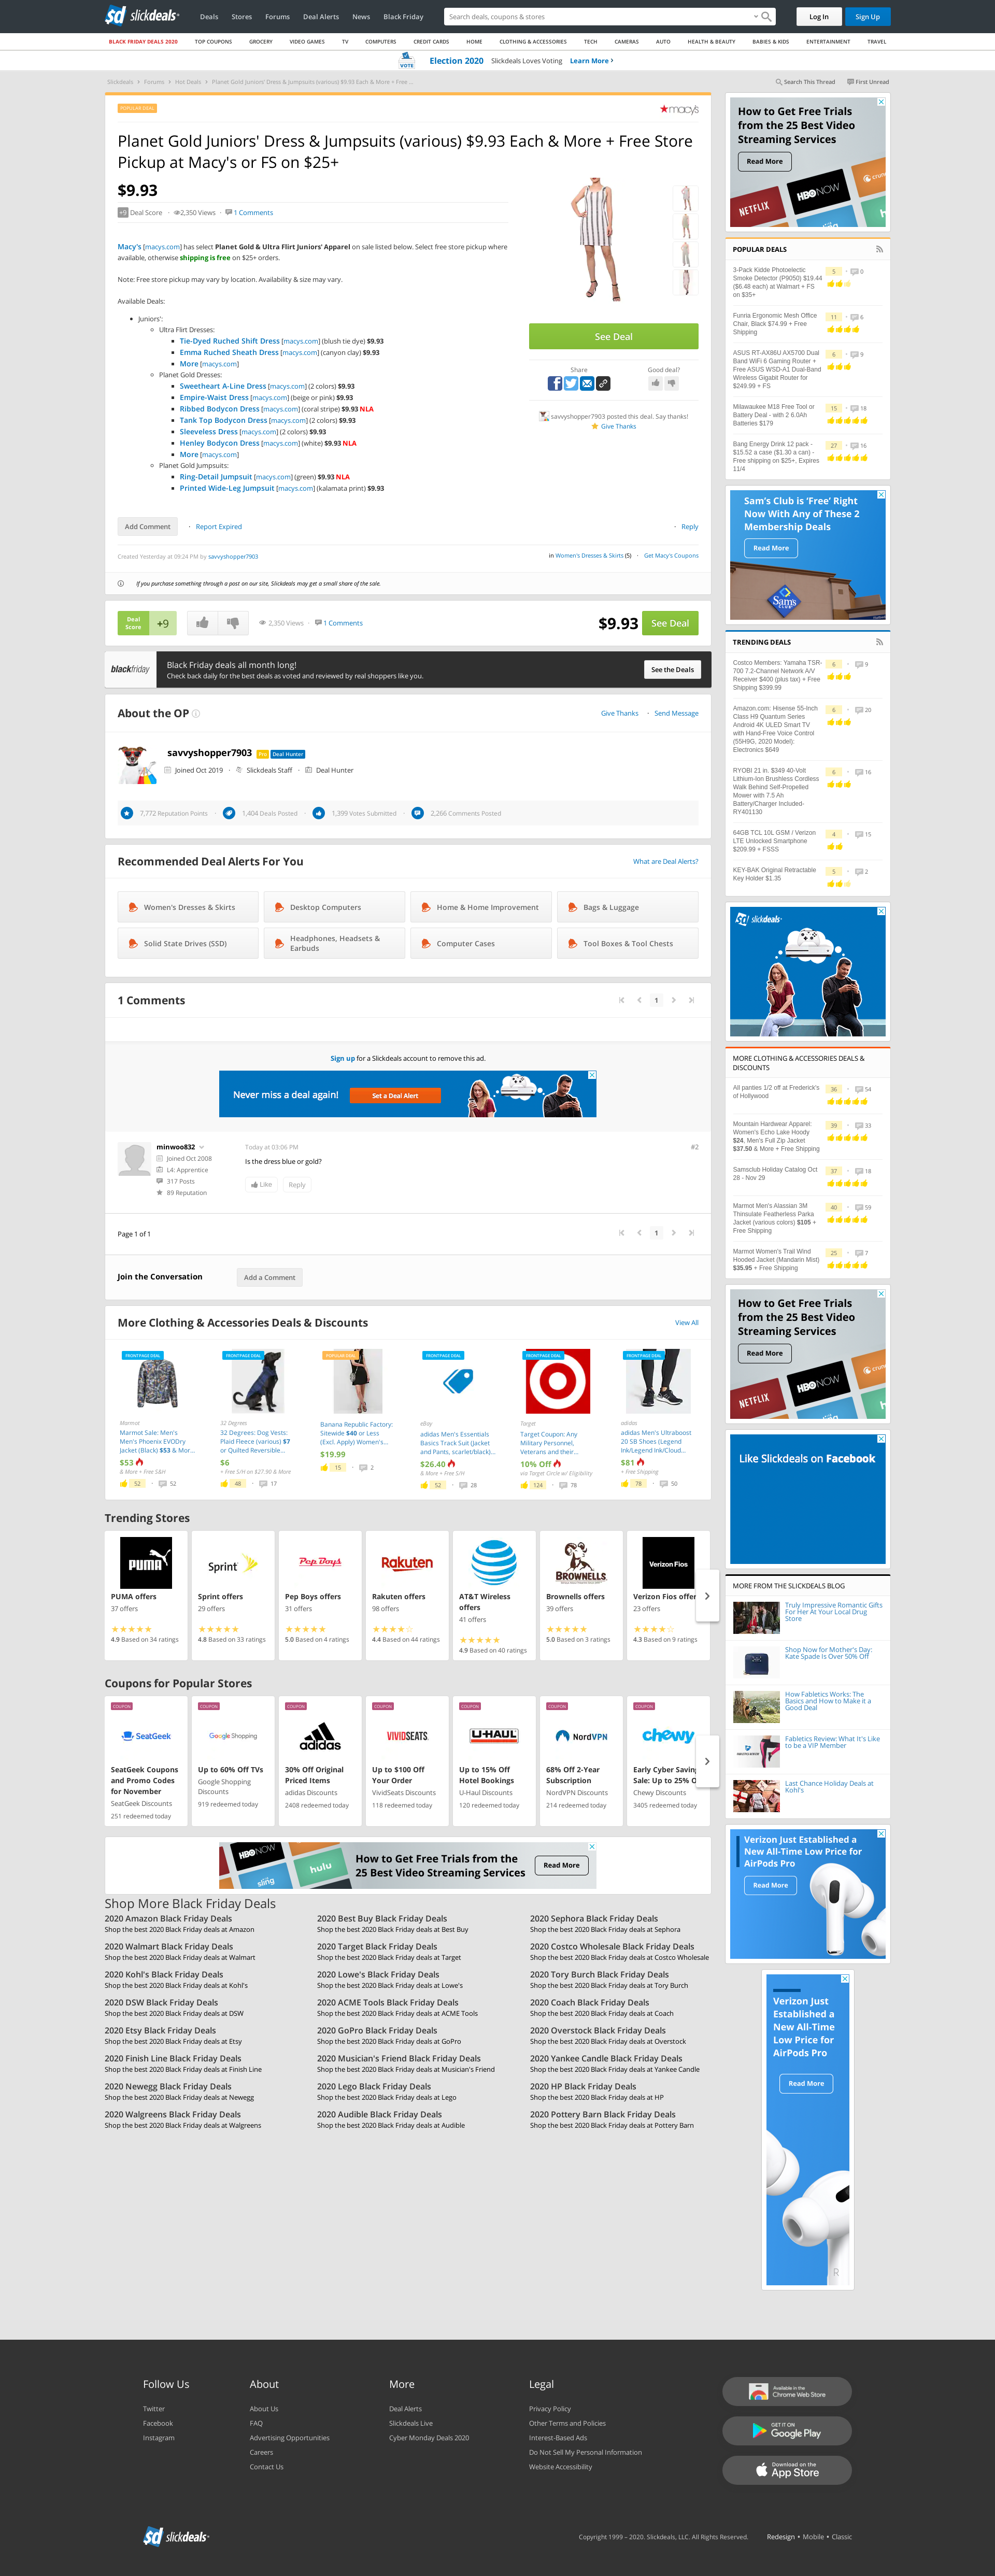 slickdeals
Deals
Stores
Forums
Deal Alerts
News
Black Friday
Search deals, coupons & stores
Log In
Sign Up
BLACK FRIDAY DEALS 2020
TOP COUPONS
GROCERY
VIDEO GAMES
TV
COMPUTERS
CREDIT CARDS
HOME
CLOTHING & ACCESSORIES
TECH
CAMERAS
AUTO
HEALTH & BEAUTY
BABIES & KIDS
ENTERTAINMENT
TRAVEL
VOTE
Election 2020 Slickdeals Loves Voting Learn More ›
Slickdeals › Forums › Hot Deals › Planet Gold Juniors' Dress & Jumpsuits (various) $9.93 Each & More + Free ...
Search This Thread
First Unread
POPULAR DEAL
macys
Planet Gold Juniors' Dress & Jumpsuits (various) $9.93 Each & More + Free Store
Pickup at Macy's or FS on $25+
$9.93
+9 Deal Score • 2,350 Views • 1 Comments
Macy's [macys.com] has select Planet Gold & Ultra Flirt Juniors' Apparel on sale listed below. Select free store pickup where
available, otherwise shipping is free on $25+ orders.
Note: Free store pickup may vary by location. Availability & size may vary.
Available Deals:
Juniors':
Ultra Flirt Dresses:
Tie-Dyed Ruched Shift Dress [macys.com] (blush tie dye) $9.93
Emma Ruched Sheath Dress [macys.com] (canyon clay) $9.93
More [macys.com]
Planet Gold Dresses:
Sweetheart A-Line Dress [macys.com] (2 colors) $9.93
Empire-Waist Dress [macys.com] (beige or pink) $9.93
Ribbed Bodycon Dress [macys.com] (coral stripe) $9.93 NLA
Tank Top Bodycon Dress [macys.com] (2 colors) $9.93
Sleeveless Dress [macys.com] (2 colors) $9.93
Henley Bodycon Dress [macys.com] (white) $9.93 NLA
More [macys.com]
Planet Gold Jumpsuits:
Ring-Detail Jumpsuit [macys.com] (green) $9.93 NLA
Printed Wide-Leg Jumpsuit [macys.com] (kalamata print) $9.93
See Deal
Share
Good deal?
savvyshopper7903 posted this deal. Say thanks!
Give Thanks
Add Comment • Report Expired
• Reply
Created Yesterday at 09:24 PM by savvyshopper7903
in Women's Dresses & Skirts (5) • Get Macy's Coupons
If you purchase something through a post on our site, Slickdeals may get a small share of the sale.
Deal
Score
+9
2,350 Views • 1 Comments
$9.93
See Deal
blackfriday
Black Friday deals all month long!
Check back daily for the best deals as voted and reviewed by real shoppers like you.
See the Deals
About the OP
Give Thanks • Send Message
savvyshopper7903 Pro Deal Hunter
Joined Oct 2019 • Slickdeals Staff • Deal Hunter
7,772 Reputation Points
1,404 Deals Posted
1,399 Votes Submitted
2,266 Comments Posted
Recommended Deal Alerts For You
What are Deal Alerts?
Women's Dresses & Skirts
Desktop Computers
Home & Home Improvement
Bags & Luggage
Solid State Drives (SSD)
Headphones, Headsets &
Earbuds
Computer Cases
Tool Boxes & Tool Chests
1 Comments
1
Sign up for a Slickdeals account to remove this ad.
Never miss a deal again!
Set a Deal Alert
minwoo832
Joined Oct 2008
L4: Apprentice
317 Posts
89 Reputation
Today at 03:06 PM
#2
Is the dress blue or gold?
Like
Reply
Page 1 of 1
1
Join the Conversation
Add a Comment
More Clothing & Accessories Deals & Discounts
View All
FRONTPAGE DEAL
Marmot
Marmot Sale: Men's
Men's Phoenix EVODry
Jacket (Black) $53 & Mor...
$53
& More + Free S&H
52 • 52
FRONTPAGE DEAL
32 Degrees
32 Degrees: Dog Vests:
Plaid Fleece (various) $7
or Quilted Reversible...
$6
+ Free S/H on $27.90 & More
48 • 17
POPULAR DEAL
Banana Republic Factory:
Sitewide $40 or Less
(Excl. Apply) Women's...
$19.99
15 • 2
FRONTPAGE DEAL
eBay
adidas Men's Essentials
Basics Track Suit (Jacket
and Pants, scarlet/black)...
$26.40
& More + Free S/H
52 • 28
FRONTPAGE DEAL
Target
Target Coupon: Any
Military Personnel,
Veterans and their...
10% Off
via Target Circle w/ Eligibility
124 • 78
FRONTPAGE DEAL
adidas
adidas Men's Ultraboost
20 SB Shoes (Legend
Ink/Legend Ink/Cloud...
$81
+ Free Shipping
78 • 50
Trending Stores
PUMA
PUMA offers
37 offers
4.9 Based on 34 ratings
Sprint
Sprint offers
29 offers
4.8 Based on 33 ratings
Pep Boys
Pep Boys offers
31 offers
5.0 Based on 4 ratings
Rakuten
Rakuten offers
98 offers
4.4 Based on 44 ratings
AT&T Wireless
offers
41 offers
4.9 Based on 40 ratings
BROWNELLS
Brownells offers
39 offers
5.0 Based on 3 ratings
Verizon Fios
Verizon Fios offer
23 offers
4.3 Based on 9 ratings
Coupons for Popular Stores
COUPON
SeatGeek
SeatGeek Coupons
and Promo Codes
for November
SeatGeek Discounts
251 redeemed today
COUPON
Google Shopping
Up to 60% Off TVs
Google Shopping
Discounts
919 redeemed today
COUPON
adidas
30% Off Original
Priced Items
adidas Discounts
2408 redeemed today
COUPON
VIVIDSEATS
Up to $100 Off
Your Order
VividSeats Discounts
118 redeemed today
COUPON
U-HAUL
Up to 15% Off
Hotel Bookings
U-Haul Discounts
120 redeemed today
COUPON
NordVPN
68% Off 2-Year
Subscription
NordVPN Discounts
214 redeemed today
COUPON
chewy
Early Cyber Saving
Sale: Up to 25% O
Chewy Discounts
3405 redeemed today
HBO NOW
sling
hulu
How to Get Free Trials from the
25 Best Video Streaming Services
Read More
Shop More Black Friday Deals
2020 Amazon Black Friday Deals
Shop the best 2020 Black Friday deals at Amazon
2020 Best Buy Black Friday Deals
Shop the best 2020 Black Friday deals at Best Buy
2020 Sephora Black Friday Deals
Shop the best 2020 Black Friday deals at Sephora
2020 Walmart Black Friday Deals
Shop the best 2020 Black Friday deals at Walmart
2020 Target Black Friday Deals
Shop the best 2020 Black Friday deals at Target
2020 Costco Wholesale Black Friday Deals
Shop the best 2020 Black Friday deals at Costco Wholesale
2020 Kohl's Black Friday Deals
Shop the best 2020 Black Friday deals at Kohl's
2020 Lowe's Black Friday Deals
Shop the best 2020 Black Friday deals at Lowe's
2020 Tory Burch Black Friday Deals
Shop the best 2020 Black Friday deals at Tory Burch
2020 DSW Black Friday Deals
Shop the best 2020 Black Friday deals at DSW
2020 ACME Tools Black Friday Deals
Shop the best 2020 Black Friday deals at ACME Tools
2020 Coach Black Friday Deals
Shop the best 2020 Black Friday deals at Coach
2020 Etsy Black Friday Deals
Shop the best 2020 Black Friday deals at Etsy
2020 GoPro Black Friday Deals
Shop the best 2020 Black Friday deals at GoPro
2020 Overstock Black Friday Deals
Shop the best 2020 Black Friday deals at Overstock
2020 Finish Line Black Friday Deals
Shop the best 2020 Black Friday deals at Finish Line
2020 Musician's Friend Black Friday Deals
Shop the best 2020 Black Friday deals at Musician's Friend
2020 Yankee Candle Black Friday Deals
Shop the best 2020 Black Friday deals at Yankee Candle
2020 Newegg Black Friday Deals
Shop the best 2020 Black Friday deals at Newegg
2020 Lego Black Friday Deals
Shop the best 2020 Black Friday deals at Lego
2020 HP Black Friday Deals
Shop the best 2020 Black Friday deals at HP
2020 Walgreens Black Friday Deals
Shop the best 2020 Black Friday deals at Walgreens
2020 Audible Black Friday Deals
Shop the best 2020 Black Friday deals at Audible
2020 Pottery Barn Black Friday Deals
Shop the best 2020 Black Friday deals at Pottery Barn
How to Get Free Trials
from the 25 Best Video
Streaming Services
Read More
NETFLIX
HBO NOW
POPULAR DEALS
3-Pack Kidde Photoelectic
Smoke Detector (P9050) $19.44
($6.48 each) at Walmart + FS
on $35+
5 • 0
Funria Ergonomic Mesh Office
Chair, Black $74.99 + Free
Shipping
11 • 6
ASUS RT-AX86U AX5700 Dual
Band WiFi 6 Gaming Router +
Free ASUS WSD-A1 Dual-Band
Wireless Gigabit Router for
$249.99 + FS
6 • 9
Milawaukee M18 Free Tool or
Battery Deal - with 2 6.0Ah
Batteries $179
15 • 18
Bang Energy Drink 12 pack -
$15.52 a case ($1.30 a can) -
Free shipping on $25+, Expires
11/4
27 • 16
Sam's Club is 'Free' Right
Now With Any of These 2
Membership Deals
Read More
Sam's
TRENDING DEALS
Costco Members: Yamaha TSR-
700 7.2-Channel Network A/V
Receiver $400 (plus tax) + Free
Shipping $399.99
6 • 9
Amazon.com: Hisense 55-Inch
Class H9 Quantum Series
Android 4K ULED Smart TV
with Hand-Free Voice Control
(55H9G, 2020 Model):
Electronics $649
6 • 20
RYOBI 21 in. $349 40-Volt
Lithium-Ion Brushless Cordless
Walk Behind Self-Propelled
Mower with 7.5 Ah
Battery/Charger Included-
RY401130
6 • 16
64GB TCL 10L GSM / Verizon
LTE Unlocked Smartphone
$209.99 + FSSS
4 • 15
KEY-BAK Original Retractable
Key Holder $1.35
5 • 2
slickdeals
MORE CLOTHING & ACCESSORIES DEALS &
DISCOUNTS
All panties 1/2 off at Frederick's
of Hollywood
36 • 54
Mountain Hardwear Apparel:
Women's Echo Lake Hoody
$24, Men's Full Zip Jacket
$37.50 & More + Free Shipping
39 • 33
Samsclub Holiday Catalog Oct
28 - Nov 29
37 • 18
Marmot Men's Alassian 3M
Thinsulate Featherless Parka
Jacket (various colors) $105 +
Free Shipping
40 • 59
Marmot Women's Trail Wind
Hooded Jacket (Mandarin Mist)
$35.95 + Free Shipping
25 • 7
How to Get Free Trials
from the 25 Best Video
Streaming Services
Read More
NETFLIX
HBO NOW
Like Slickdeals on Facebook
MORE FROM THE SLICKDEALS BLOG
Truly Impressive Romantic Gifts
For Her At Your Local Drug
Store
Shop Now for Mother's Day:
Kate Spade Is Over 50% Off
How Fabletics Works: The
Basics and How to Make it a
Good Deal
Fabletics Review: What It's Like
to be a VIP Member
Last Chance Holiday Deals at
Kohl's
Verizon Just Established a
New All-Time Low Price for
AirPods Pro
Read More
Verizon Just
Established a
New All-Time
Low Price for
AirPods Pro
Read More
R
Follow Us
Twitter
Facebook
Instagram
About
About Us
FAQ
Advertising Opportunities
Careers
Contact Us
More
Deal Alerts
Slickdeals Live
Cyber Monday Deals 2020
Legal
Privacy Policy
Other Terms and Policies
Interest-Based Ads
Do Not Sell My Personal Information
Website Accessibility
Available in the
Chrome Web Store
GET IT ON
Google Play
Download on the
App Store
slickdeals
Copyright 1999 – 2020. Slickdeals, LLC. All Rights Reserved.
Redesign • Mobile • Classic